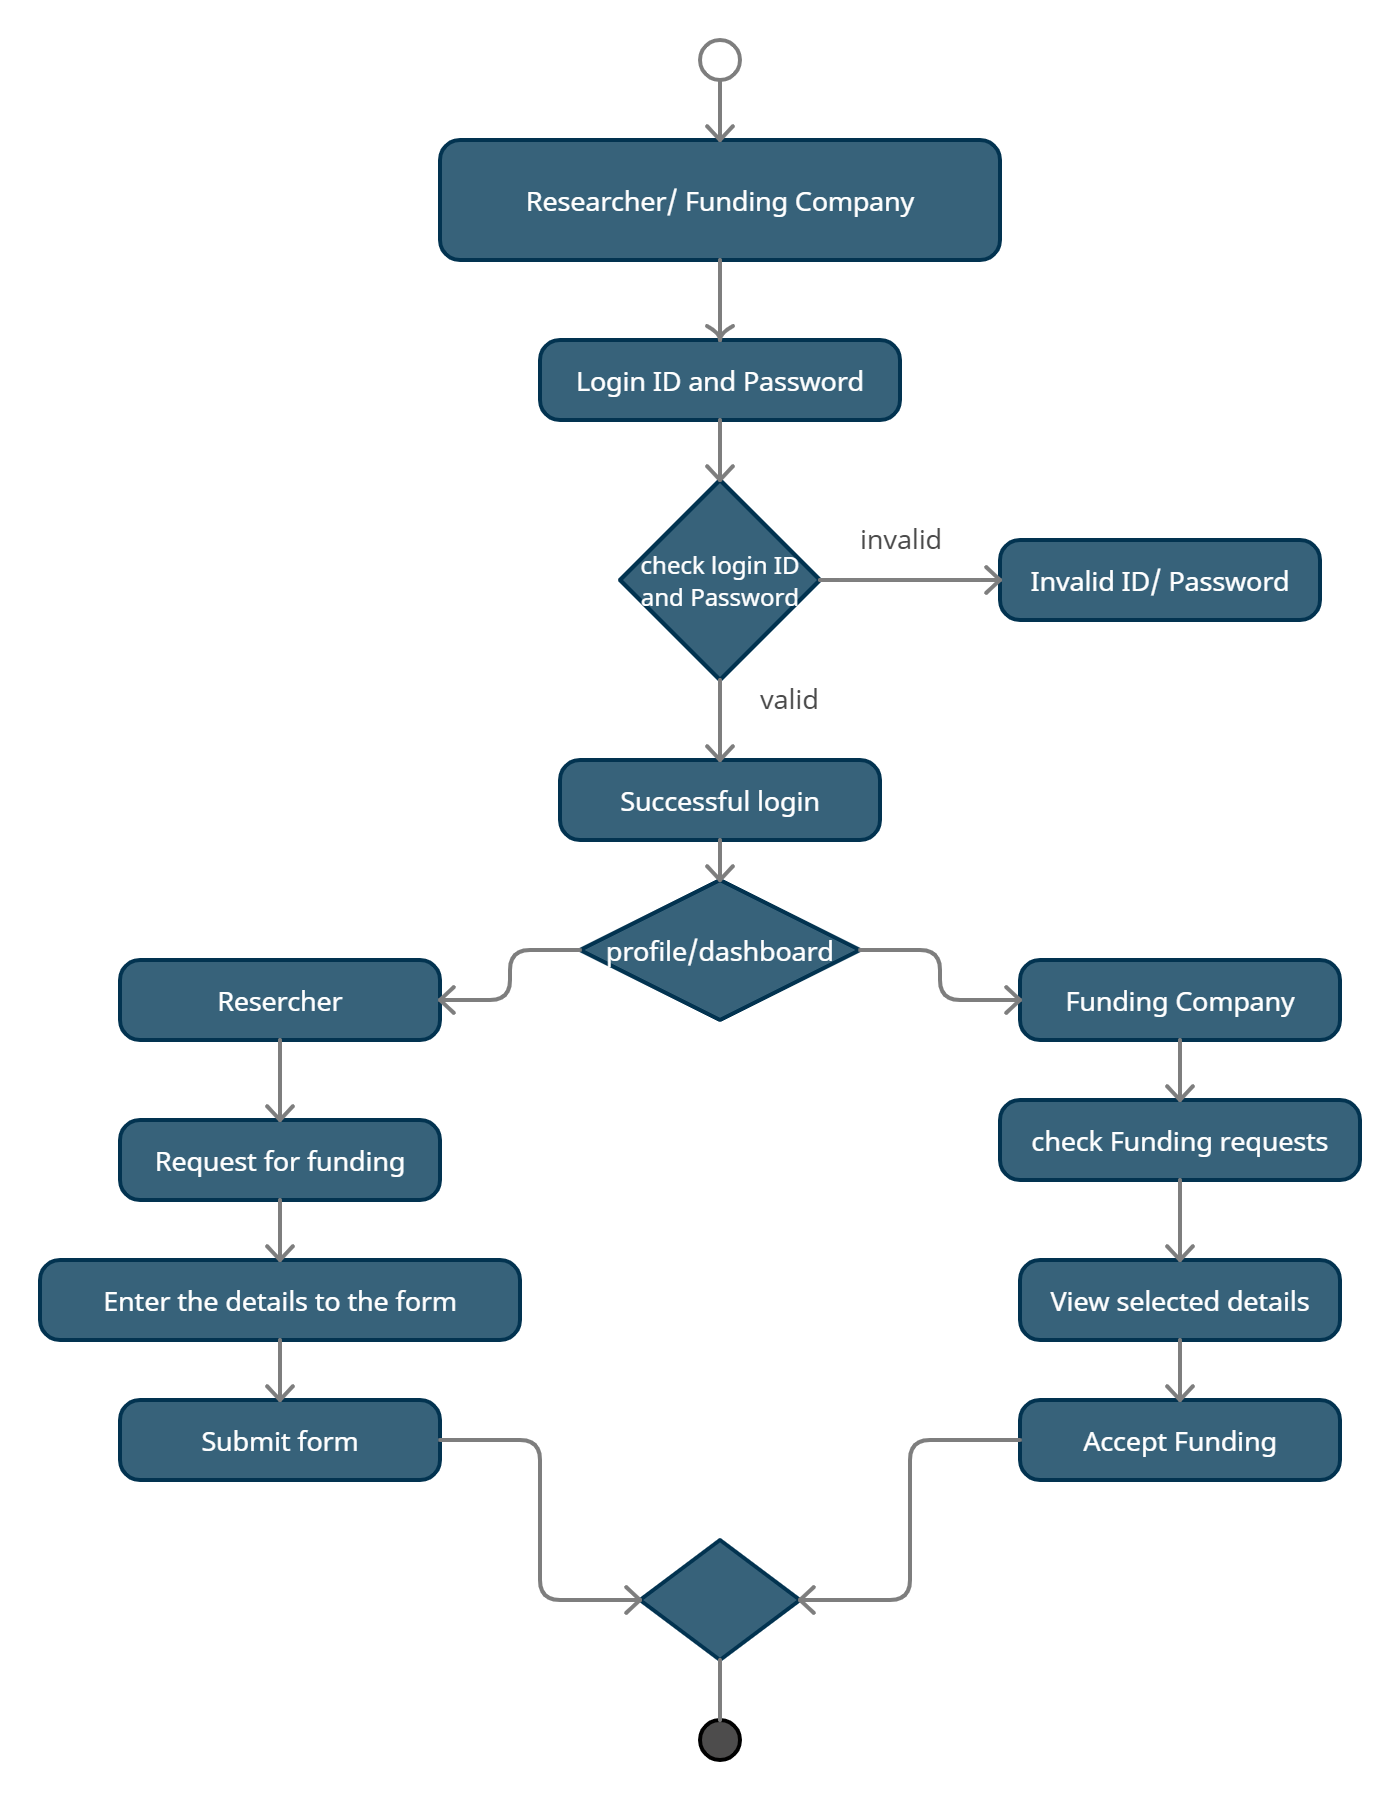 Researcher/ Funding Company
Login ID and Password
check login ID
and Password
invalid
Invalid ID/ Password
valid
Successful login
profile/dashboard
Resercher
Funding Company
Request for funding
check Funding requests
Enter the details to the form
View selected details
Submit form
Accept Funding